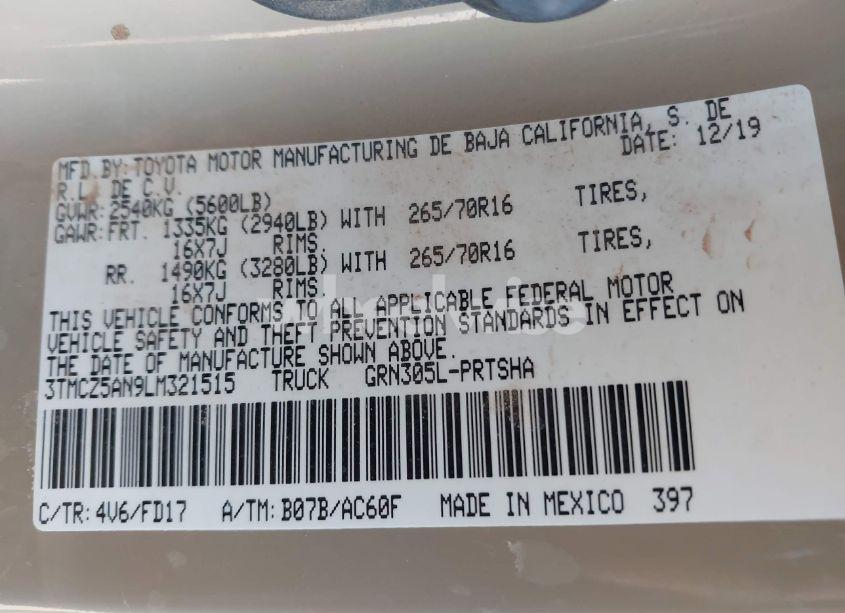 MFD.BY:TOYOTA MOTOR MANUFACTURING DE BAJA CALIFORNIA, S. DE
R.L. DE C.V. DATE: 12/19
GVWR: 2540KG (5600LB)
GAWR:FRT. 1335KG (2940LB) WITH 265/70R16 TIRES,
16X7J RIMS.
RR. 1490KG (3280LB) WITH 265/70R16 TIRES,
16X7J RIMS.
THIS VEHICLE CONFORMS TO ALL APPLICABLE FEDERAL MOTOR
VEHICLE SAFETY AND THEFT PREVENTION STANDARDS IN EFFECT ON
THE DATE OF MANUFACTURE SHOWN ABOVE.
3TMCZ5AN9LM321515 TRUCK GRN305L-PRTSHA
C/TR: 4V6/FD17 A/TM: B07B/AC60F MADE IN MEXICO 397